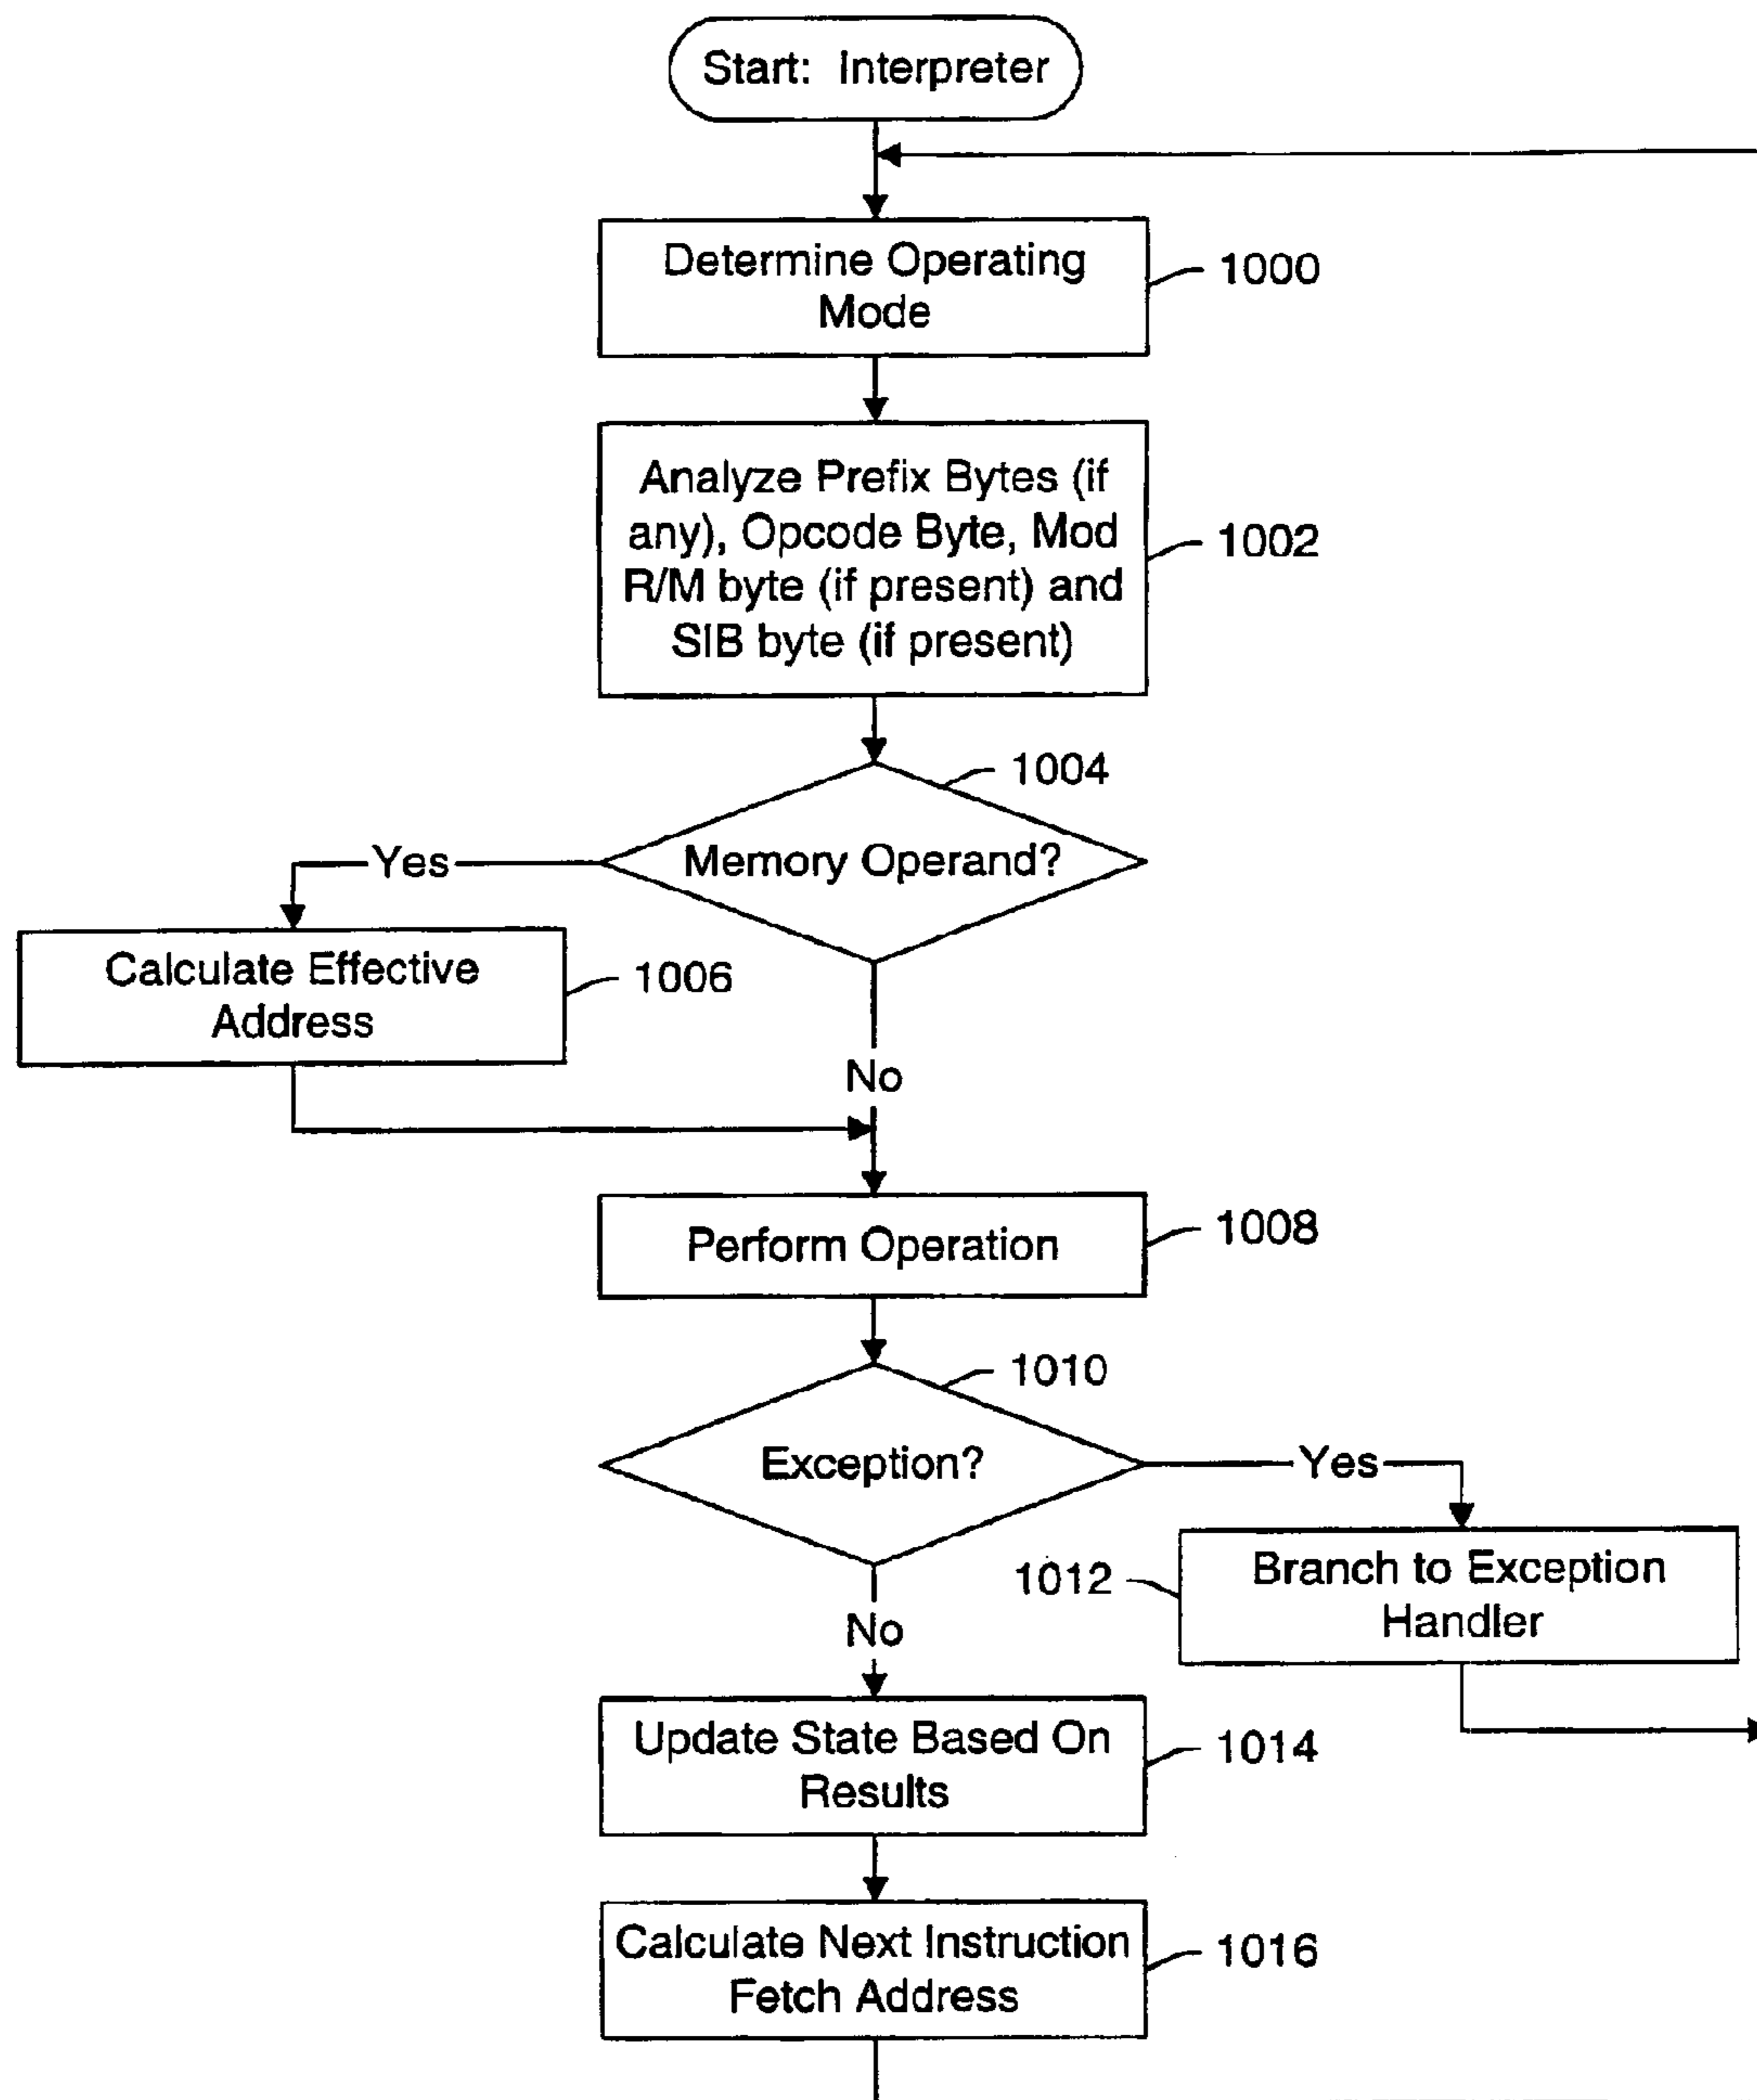 Start: Interpreter
Determine Operating
Mode
1000
Analyze Prefix Bytes (if
any), Opcode Byte, Mod
R/M byte (if present) and
SIB byte (if present)
1002
1004
Memory Operand?
Yes
Calculate Effective
Address
1006
No
Perform Operation
1008
1010
Exception?
Yes
1012
Branch to Exception
Handler
No
Update State Based On
Results
1014
Calculate Next Instruction
Fetch Address
1016